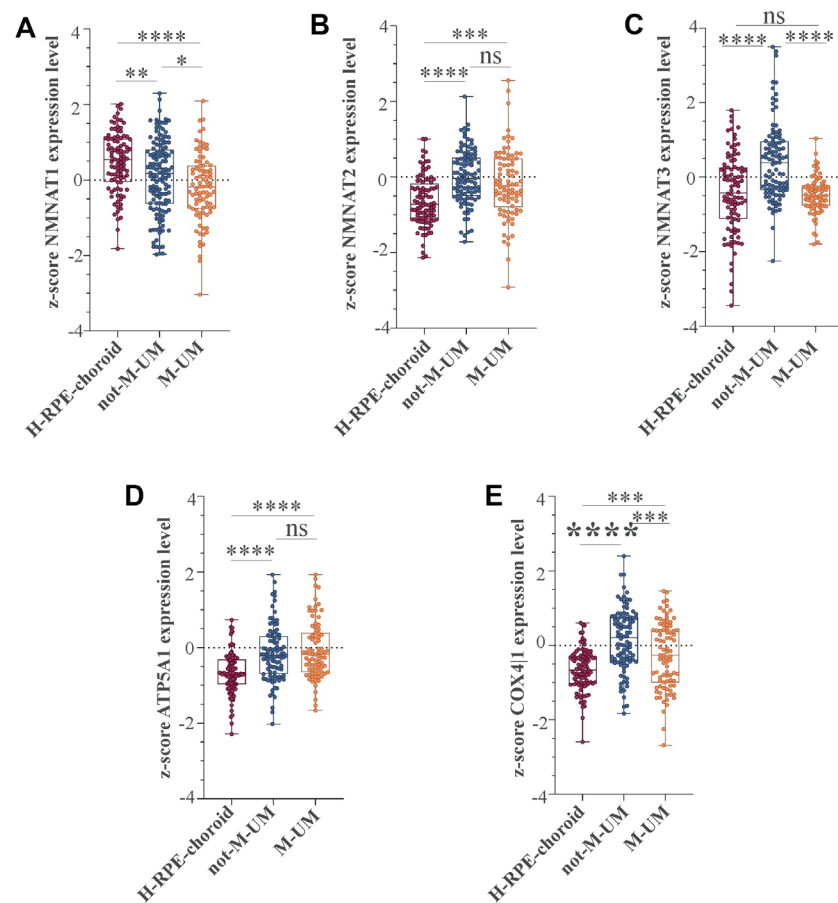 A
z-score NMNAT1 expression level
****
**
*
4
2
0
-2
-4
H-RPE-choroid
not-M-UM
M-UM
B
z-score NMNAT2 expression level
***
****
ns
4
2
0
-2
-4
H-RPE-choroid
not-M-UM
M-UM
C
z-score NMNAT3 expression level
ns
****
****
4
2
0
-2
-4
H-RPE-choroid
not-M-UM
M-UM
D
z-score ATP5A1 expression level
****
****
ns
4
2
0
-2
-4
H-RPE-choroid
not-M-UM
M-UM
E
z-score COX4|1 expression level
***
****
***
4
2
0
-2
-4
H-RPE-choroid
not-M-UM
M-UM